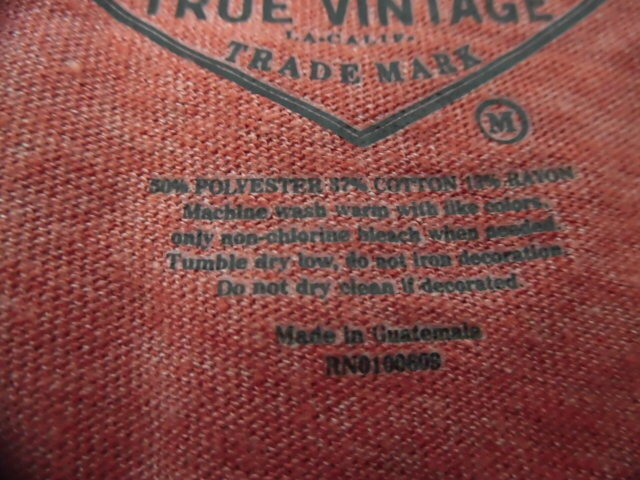 TRUE VINTAGE
LA.CALIF.
TRADE MARK
M
50% POLYESTER 37% COTTON 13% RAYON
Machine wash warm with like colors,
only non-chlorine bleach when needed.
Tumble dry low, do not iron decoration.
Do not dry clean if decorated.
Made in Guatemala